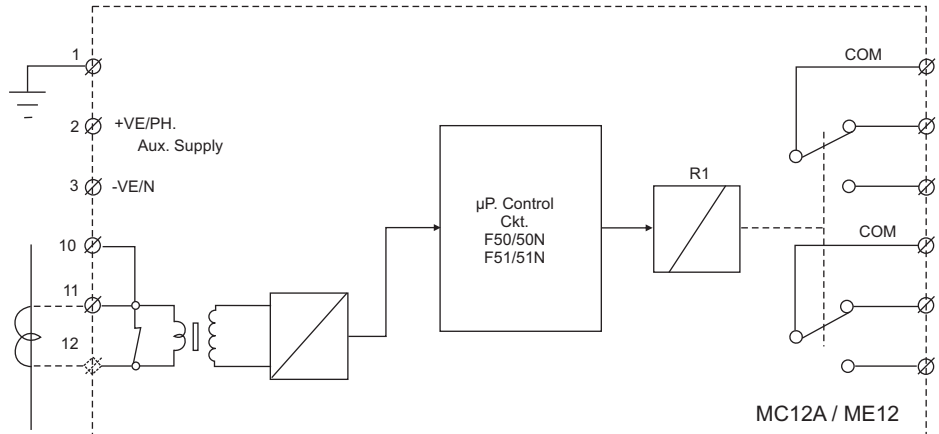 1
COM
2 +VE/PH.
Aux. Supply
3 -VE/N
R1
µP. Control
Ckt.
F50/50N
F51/51N
10
COM
11
12
MC12A / ME12